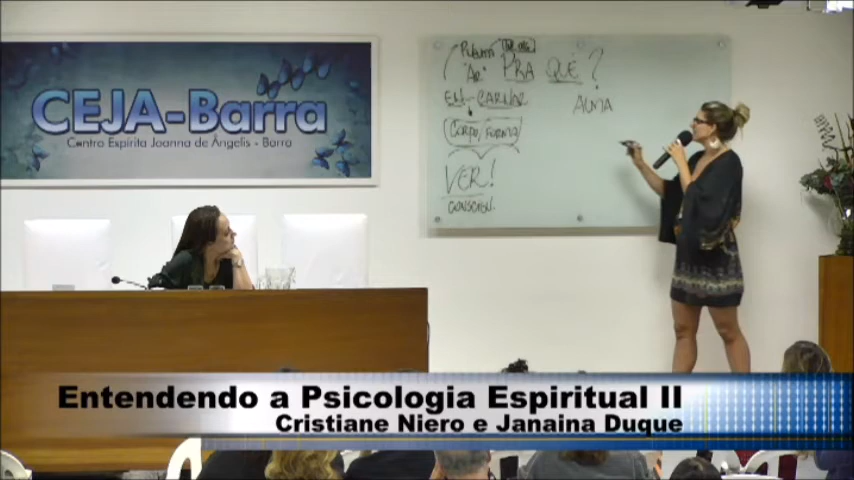 CEJA-Barra
Centro Espírita Joanna de Ângelis - Barra
PRA QUÊ?
"AR"
EN-CARNAR
ALMA
CORPO/FORMA
VER!
Entendendo a Psicologia Espiritual II
Cristiane Niero e Janaina Duque